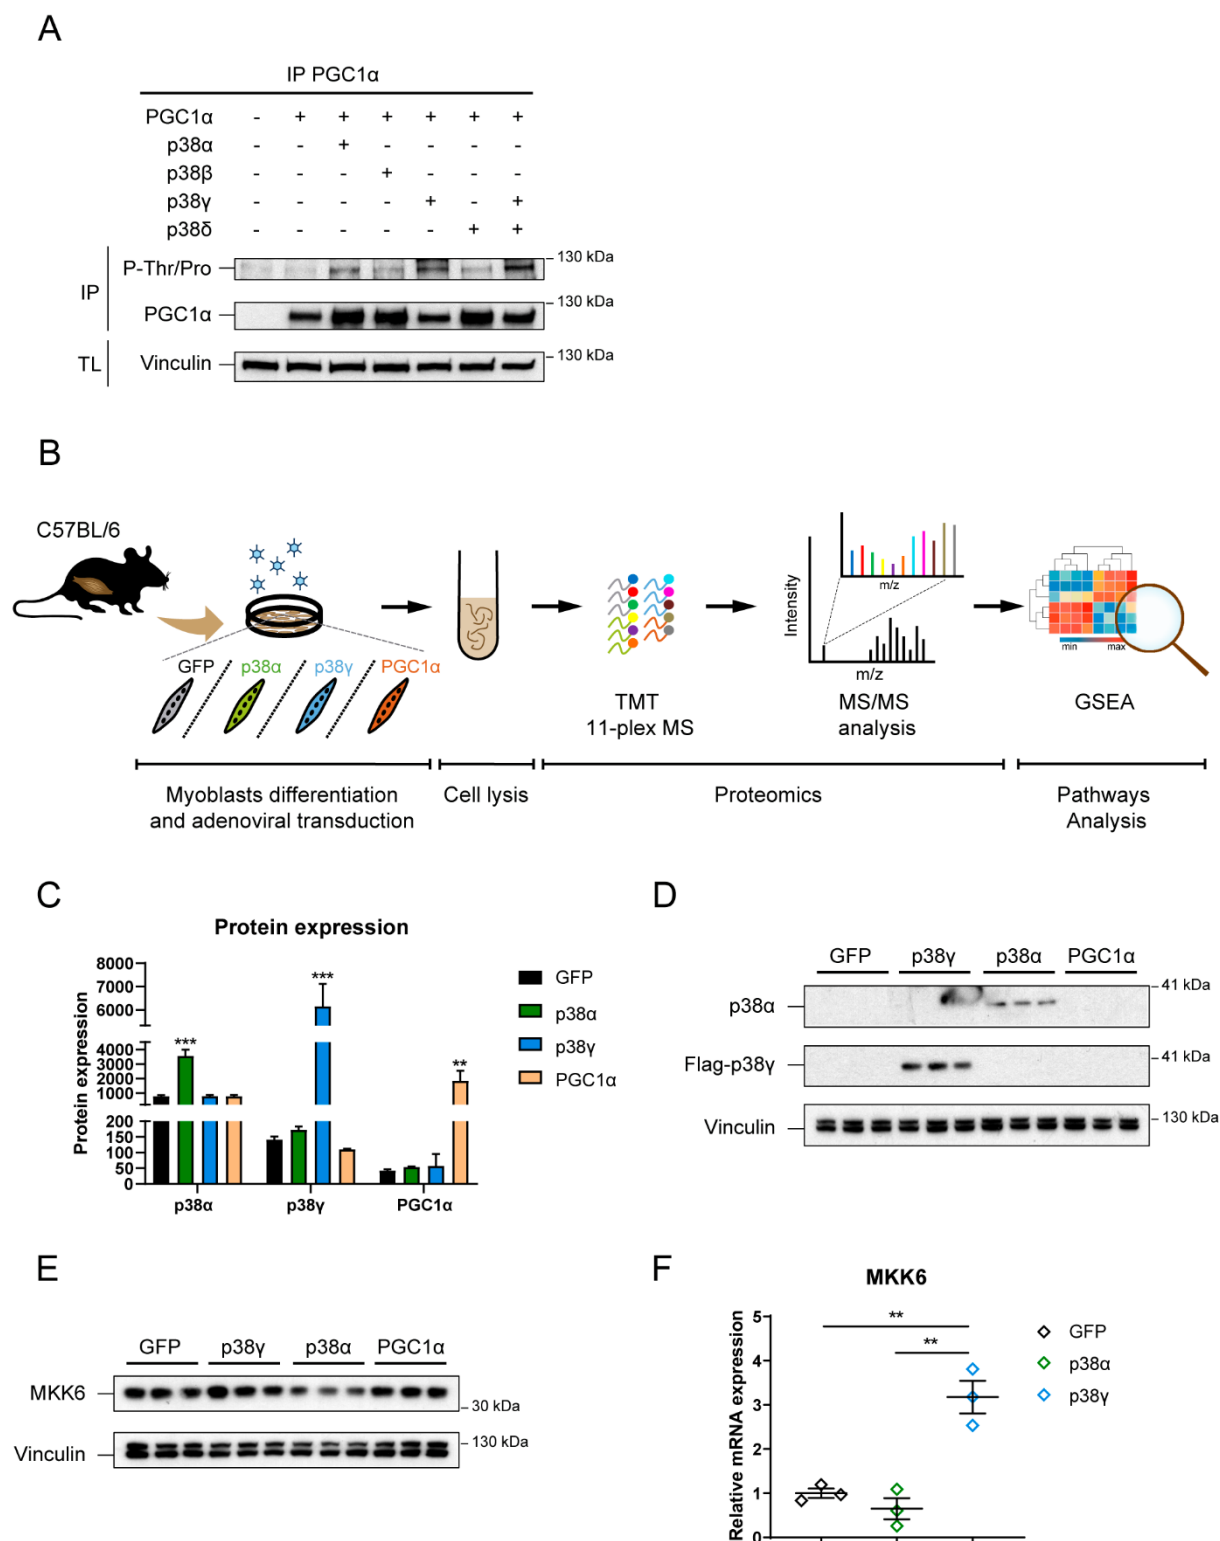 A
IP PGC1α
PGC1α - + + + + + +
p38α - - + - - - -
p38β - - - + - - -
p38γ - - - - + - +
p38δ - - - - - + +
IP
P-Thr/Pro
130 kDa
PGC1α
130 kDa
TL
Vinculin
130 kDa
B
C57BL/6
GFP p38α p38γ PGC1α
Intensity
m/z
m/z
min max
TMT
11-plex MS
MS/MS
analysis
GSEA
Myoblasts differentiation
and adenoviral transduction
Cell lysis
Proteomics
Pathways
Analysis
C
Protein expression
Protein expression
8000
7000
6000
4000
3000
2000
1000
200
150
100
50
0
***
***
**
p38α p38γ PGC1α
GFP
p38α
p38γ
PGC1α
D
GFP p38γ p38α PGC1α
p38α
41 kDa
Flag-p38γ
41 kDa
Vinculin
130 kDa
E
GFP p38γ p38α PGC1α
MKK6
30 kDa
Vinculin
130 kDa
F
MKK6
Relative mRNA expression
5
4
3
2
1
0
**
**
GFP
p38α
p38γ